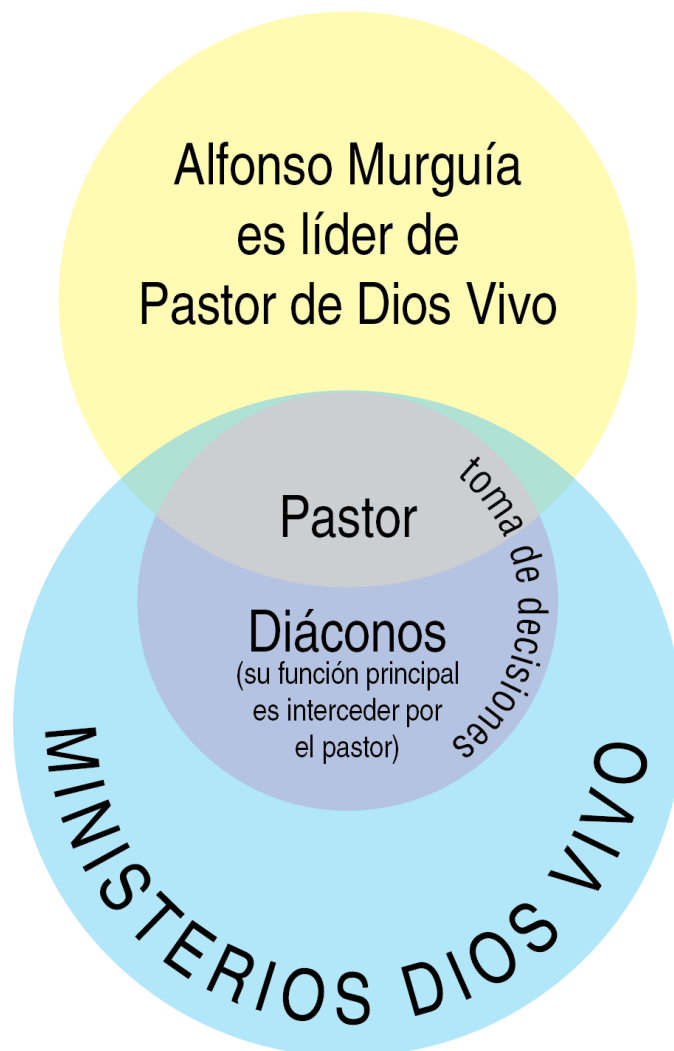 Alfonso Murguía
es líder de
Pastor de Dios Vivo
Pastor
toma de decisiones
Diáconos
(su función principal
es interceder por
el pastor)
MINISTERIOS DIOS VIVO